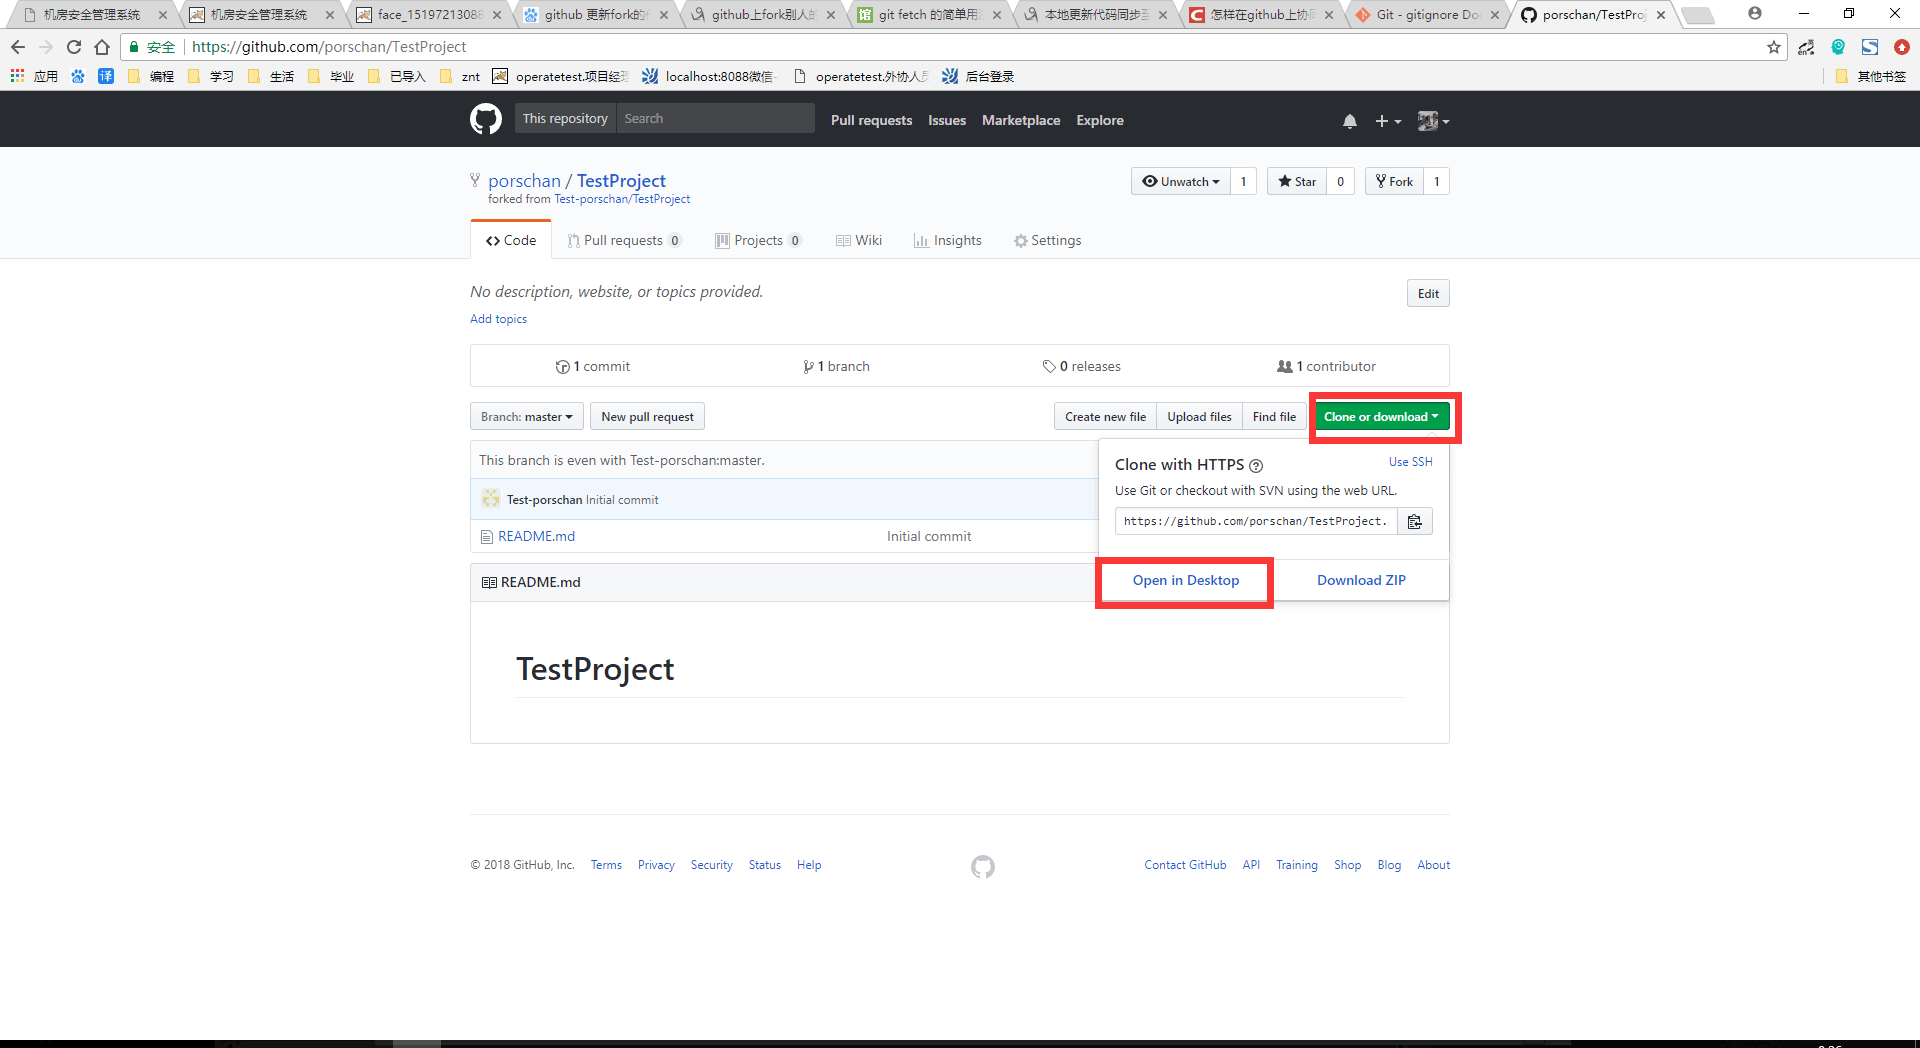 机房安全管理系统
机房安全管理系统
face_15197213088
github 更新fork的
github上fork别人的
git fetch 的简单用
本地更新代码同步
怎样在github上协
Git - gitignore Do
porschan/TestProj
安全 https://github.com/porschan/TestProject
应用 译 编程 学习 生活 毕业 已导入 znt operatetest.项目经 localhost:8088微信- operatetest.外协人 后台登录 其他书签
This repository Search Pull requests Issues Marketplace Explore
porschan / TestProject
forked from Test-porschan/TestProject
Unwatch 1 Star 0 Fork 1
Code Pull requests 0 Projects 0 Wiki Insights Settings
No description, website, or topics provided.
Edit
Add topics
1 commit 1 branch 0 releases 1 contributor
Branch: master New pull request Create new file Upload files Find file Clone or download
This branch is even with Test-porschan:master.
Test-porschan Initial commit
README.md Initial commit
Clone with HTTPS Use SSH
Use Git or checkout with SVN using the web URL.
https://github.com/porschan/TestProject.
Open in Desktop Download ZIP
README.md
TestProject
© 2018 GitHub, Inc. Terms Privacy Security Status Help
Contact GitHub API Training Shop Blog About